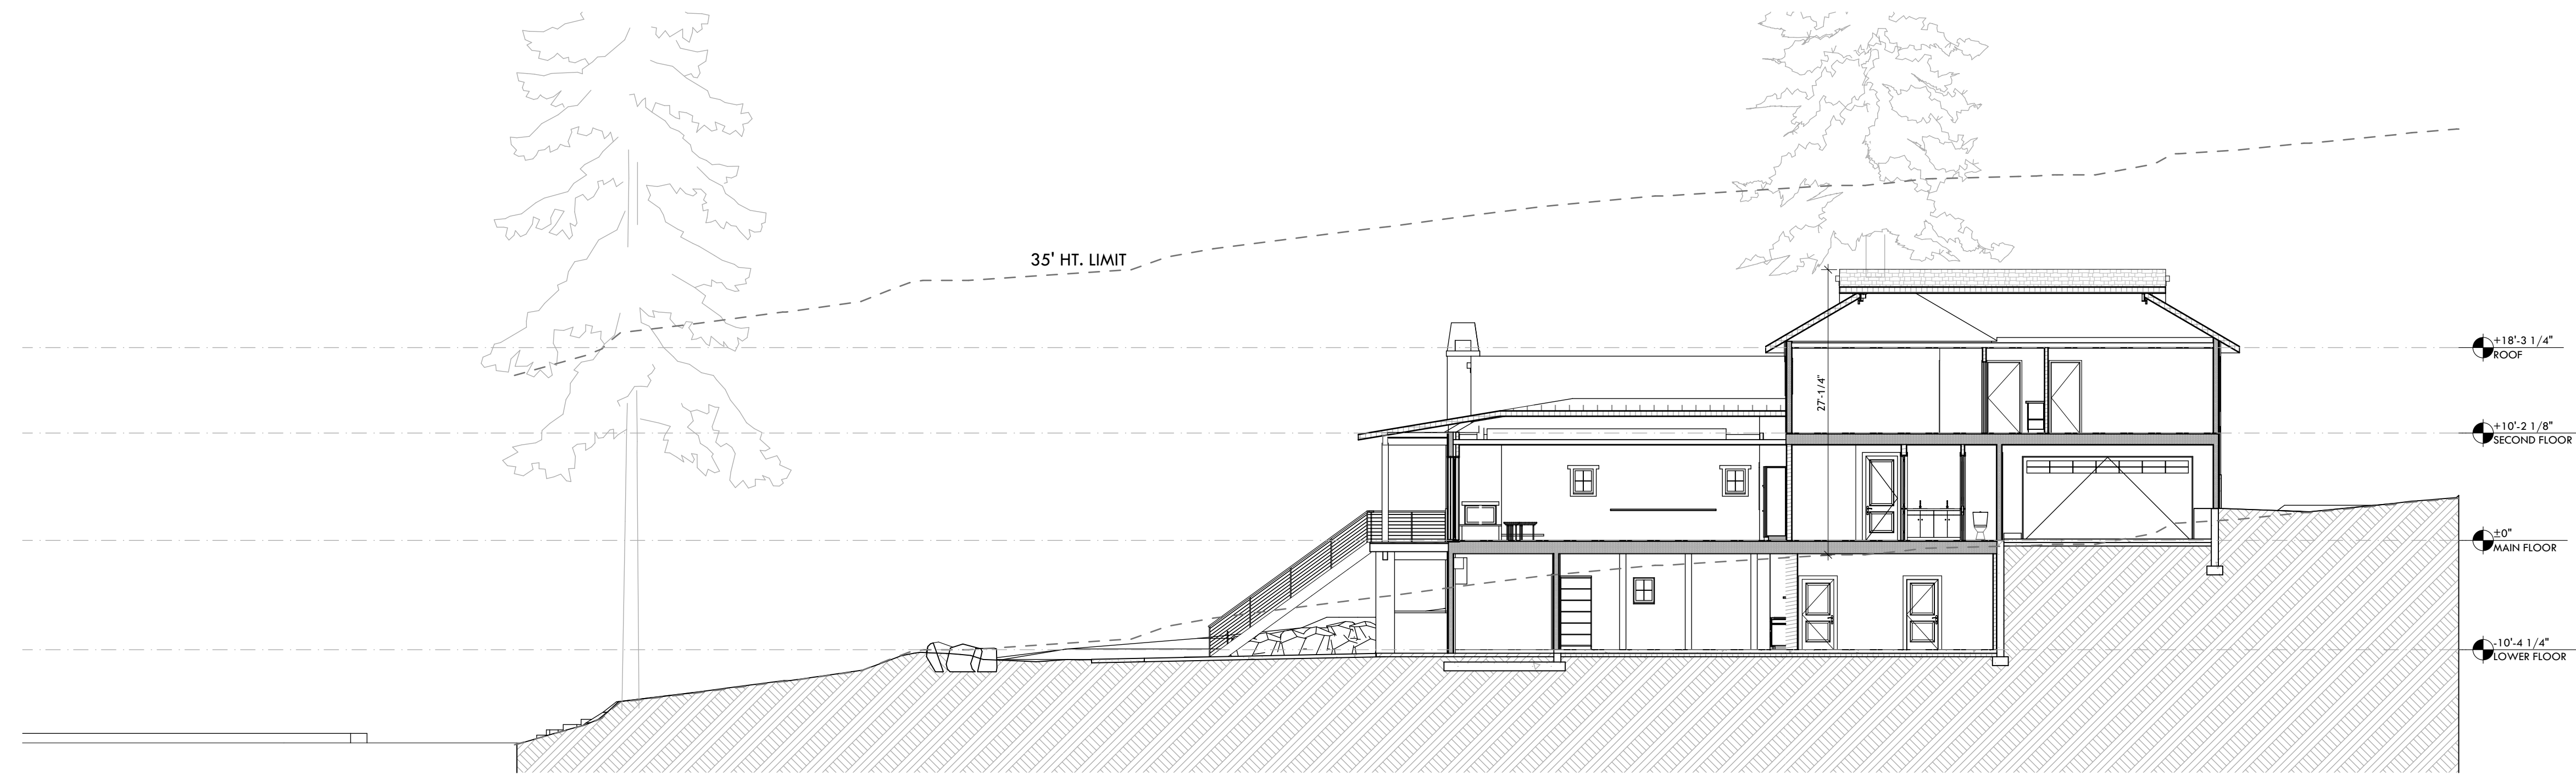 35' HT. LIMIT
+18'-3 1/4"
ROOF
27'-1/4"
+10'-2 1/8"
SECOND FLOOR
±0"
MAIN FLOOR
-10'-4 1/4"
LOWER FLOOR